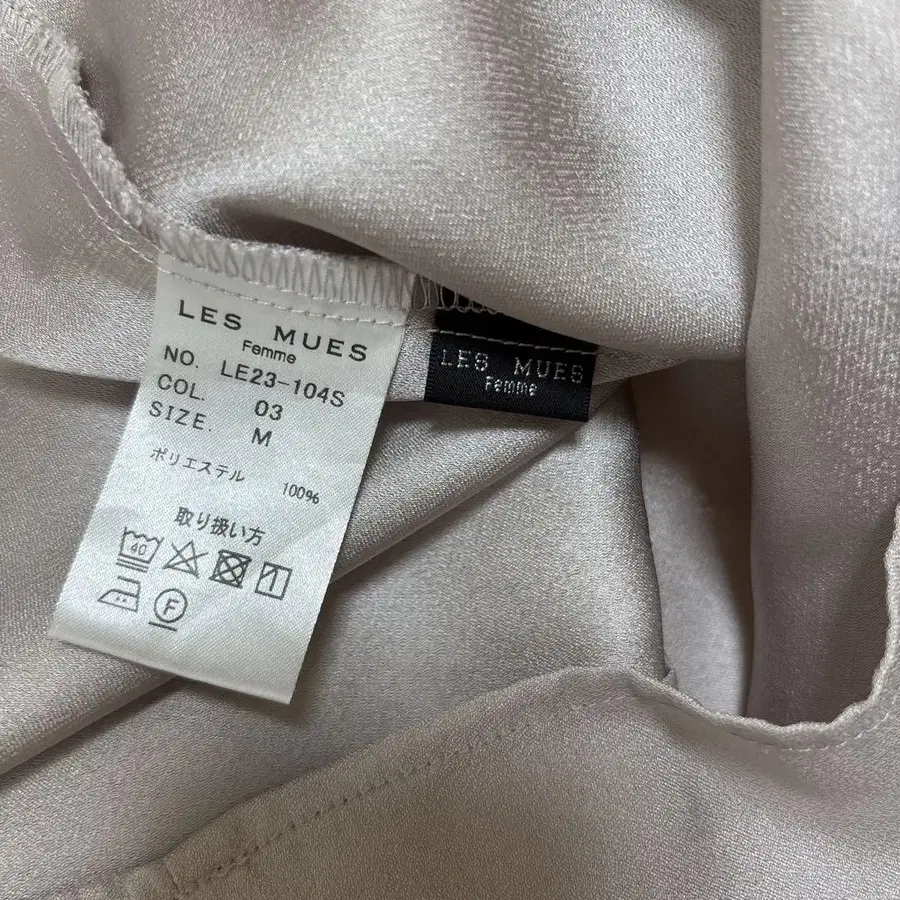 LES MUES
Femme
NO. LE23-104S
COL. 03
SIZE. M
ポリエステル 100%
取り扱い方
40
F
LES MUES
Femme